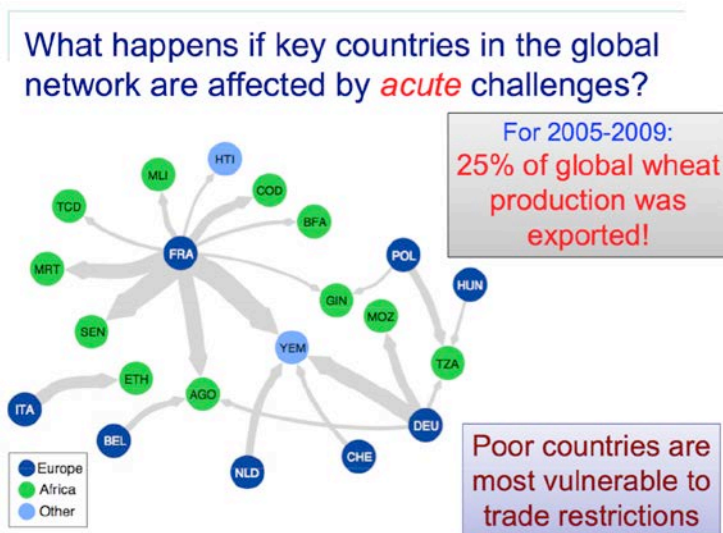 What happens if key countries in the global
network are affected by acute challenges?
For 2005-2009:
25% of global wheat
production was
exported!
HTI
MLI
COD
TCD
BFA
FRA
POL
MRT
HUN
GIN
MOZ
SEN
YEM
TZA
ETH
AGO
ITA
DEU
BEL
CHE
NLD
Europe
Africa
Other
Poor countries are
most vulnerable to
trade restrictions